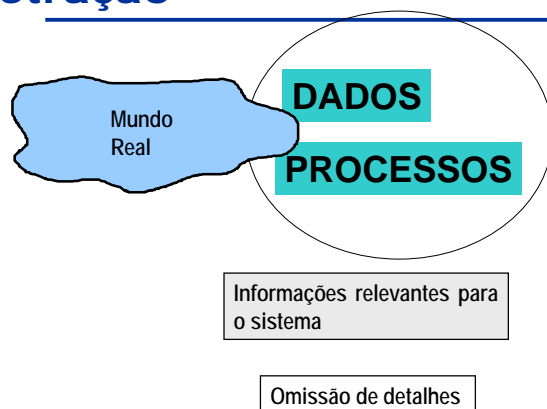 Mundo
Real
DADOS
PROCESSOS
Informações relevantes para
o sistema
Omissão de detalhes